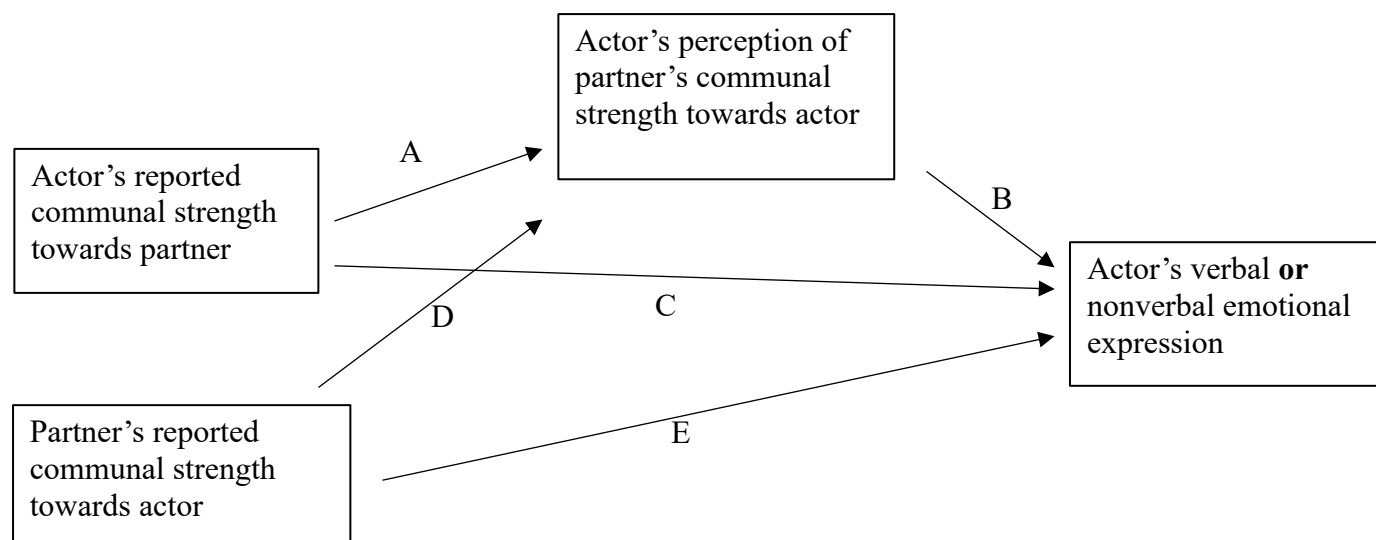 Actor’s perception of
partner’s communal
strength towards actor
A
Actor’s reported
communal strength
towards partner
B
Actor’s verbal or
nonverbal emotional
expression
C
D
Partner’s reported
communal strength
towards actor
E